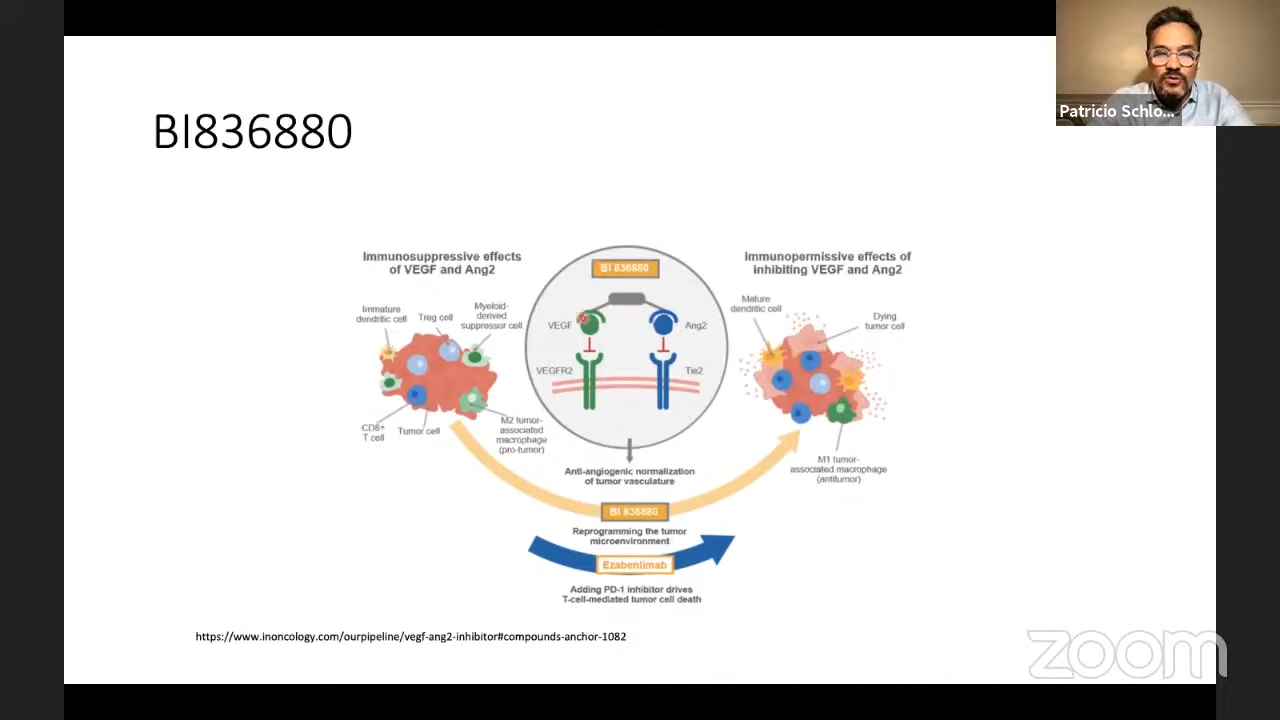 BI836880
Patricio Schlo...
Immunosuppressive effects
of VEGF and Ang2
Immature
dendritic cell
Treg cell
Myeloid-
derived
suppressor cell
CD8+
T cell
Tumor cell
M2 tumor-
associated
macrophage
(pro-tumor)
BI 836880
VEGF
Ang2
VEGFR2
Tie2
Anti-angiogenic normalization
of tumor vasculature
Immunopermissive effects of
inhibiting VEGF and Ang2
Mature
dendritic cell
Dying
tumor cell
M1 tumor-
associated macrophage
(antitumor)
BI 836880
Reprogramming the tumor
microenvironment
Ezabenlimab
Adding PD-1 inhibitor drives
T-cell-mediated tumor cell death
https://www.inoncology.com/ourpipeline/vegf-ang2-inhibitor#compounds-anchor-1082
zoom